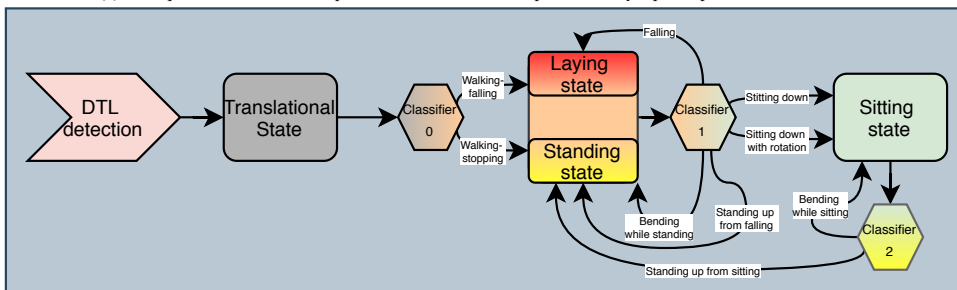 DTL
detection
Translational
State
Classifier
0
Walking-
falling
Walking-
stopping
Laying
state
Standing
state
Falling
Classifier
1
Stitting down
Sitting down
with rotation
Sitting
state
Bending
while standing
Standing up
from falling
Bending
while sitting
Classifier
2
Standing up from sitting